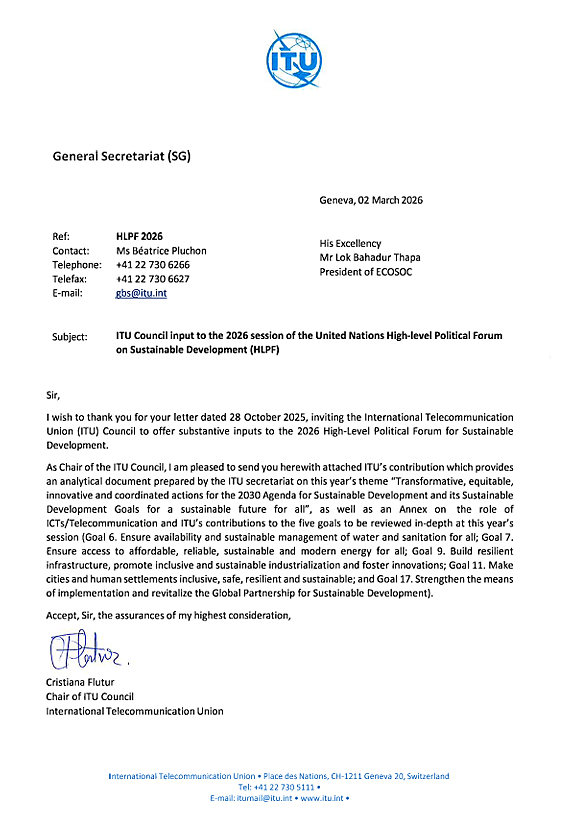 ITU
General Secretariat (SG)
Geneva, 02 March 2026
Ref: HLPF 2026
Contact: Ms Béatrice Pluchon
Telephone: +41 22 730 6266
Telefax: +41 22 730 6627
E-mail: gbs@itu.int
His Excellency
Mr Lok Bahadur Thapa
President of ECOSOC
Subject: ITU Council input to the 2026 session of the United Nations High-level Political Forum
on Sustainable Development (HLPF)
Sir,
I wish to thank you for your letter dated 28 October 2025, inviting the International Telecommunication
Union (ITU) Council to offer substantive inputs to the 2026 High-Level Political Forum for Sustainable
Development.
As Chair of the ITU Council, I am pleased to send you herewith attached ITU's contribution which provides
an analytical document prepared by the ITU secretariat on this year's theme “Transformative, equitable,
innovative and coordinated actions for the 2030 Agenda for Sustainable Development and its Sustainable
Development Goals for a sustainable future for all”, as well as an Annex on the role of
ICTs/Telecommunication and ITU's contributions to the five goals to be reviewed in-depth at this year's
session (Goal 6. Ensure availability and sustainable management of water and sanitation for all; Goal 7.
Ensure access to affordable, reliable, sustainable and modern energy for all; Goal 9. Build resilient
infrastructure, promote inclusive and sustainable industrialization and foster innovations; Goal 11. Make
cities and human settlements inclusive, safe, resilient and sustainable; and Goal 17. Strengthen the means
of implementation and revitalize the Global Partnership for Sustainable Development).
Accept, Sir, the assurances of my highest consideration,
Cristiana Flutur
Chair of ITU Council
International Telecommunication Union
International Telecommunication Union • Place des Nations, CH-1211 Geneva 20, Switzerland
Tel: +41 22 730 5111 •
E-mail: itumail@itu.int • www.itu.int •